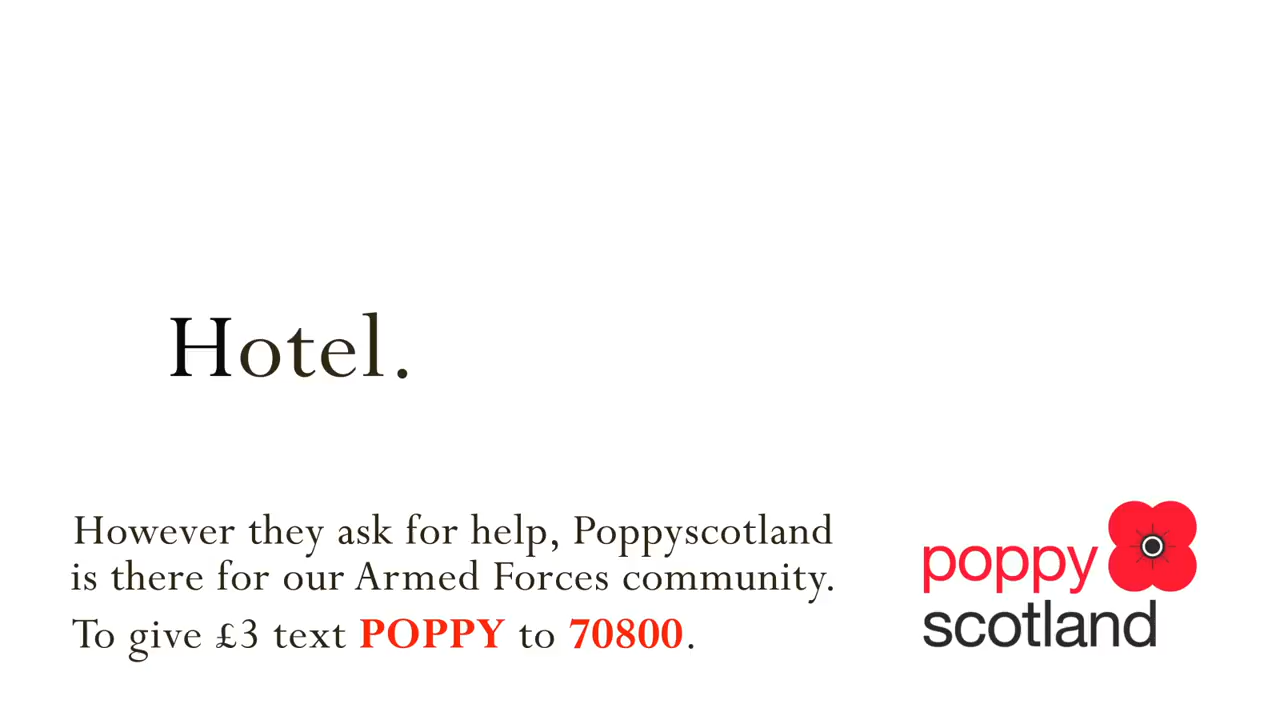 Hotel.
However they ask for help, Poppyscotland
is there for our Armed Forces community.
To give £3 text POPPY to 70800.
poppy
scotland